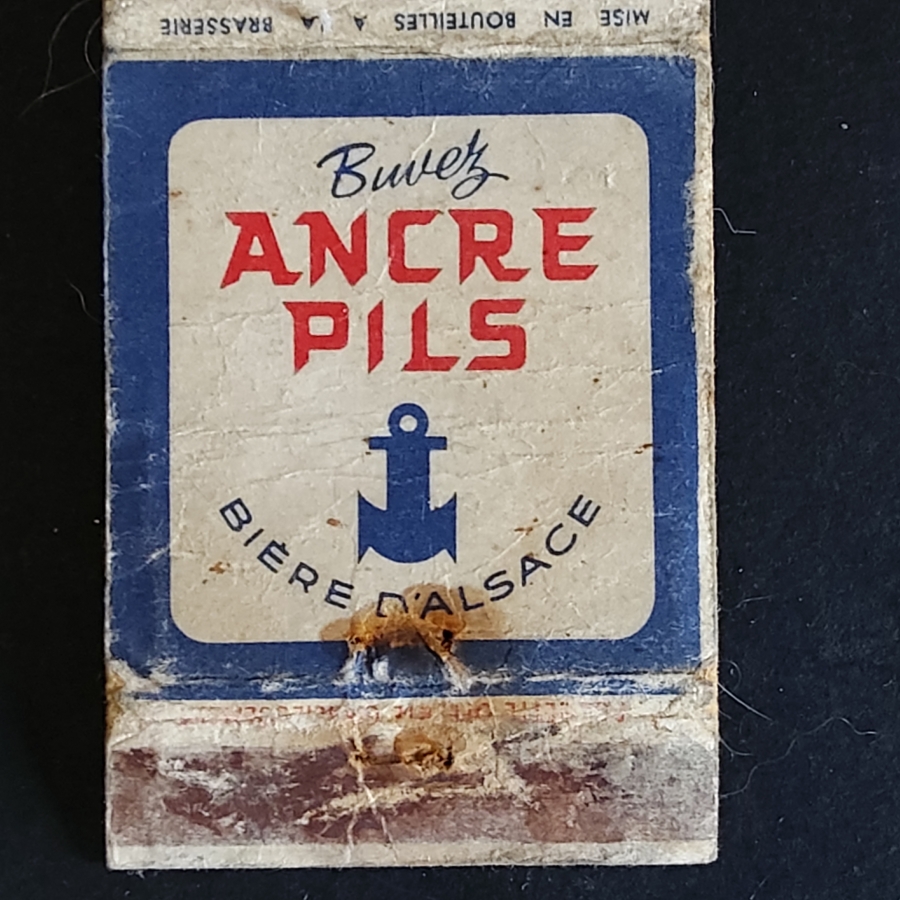 MISE EN BOUTEILLES A LA BRASSERIE
Buvez
ANCRE
PILS
BIÈRE D'ALSACE